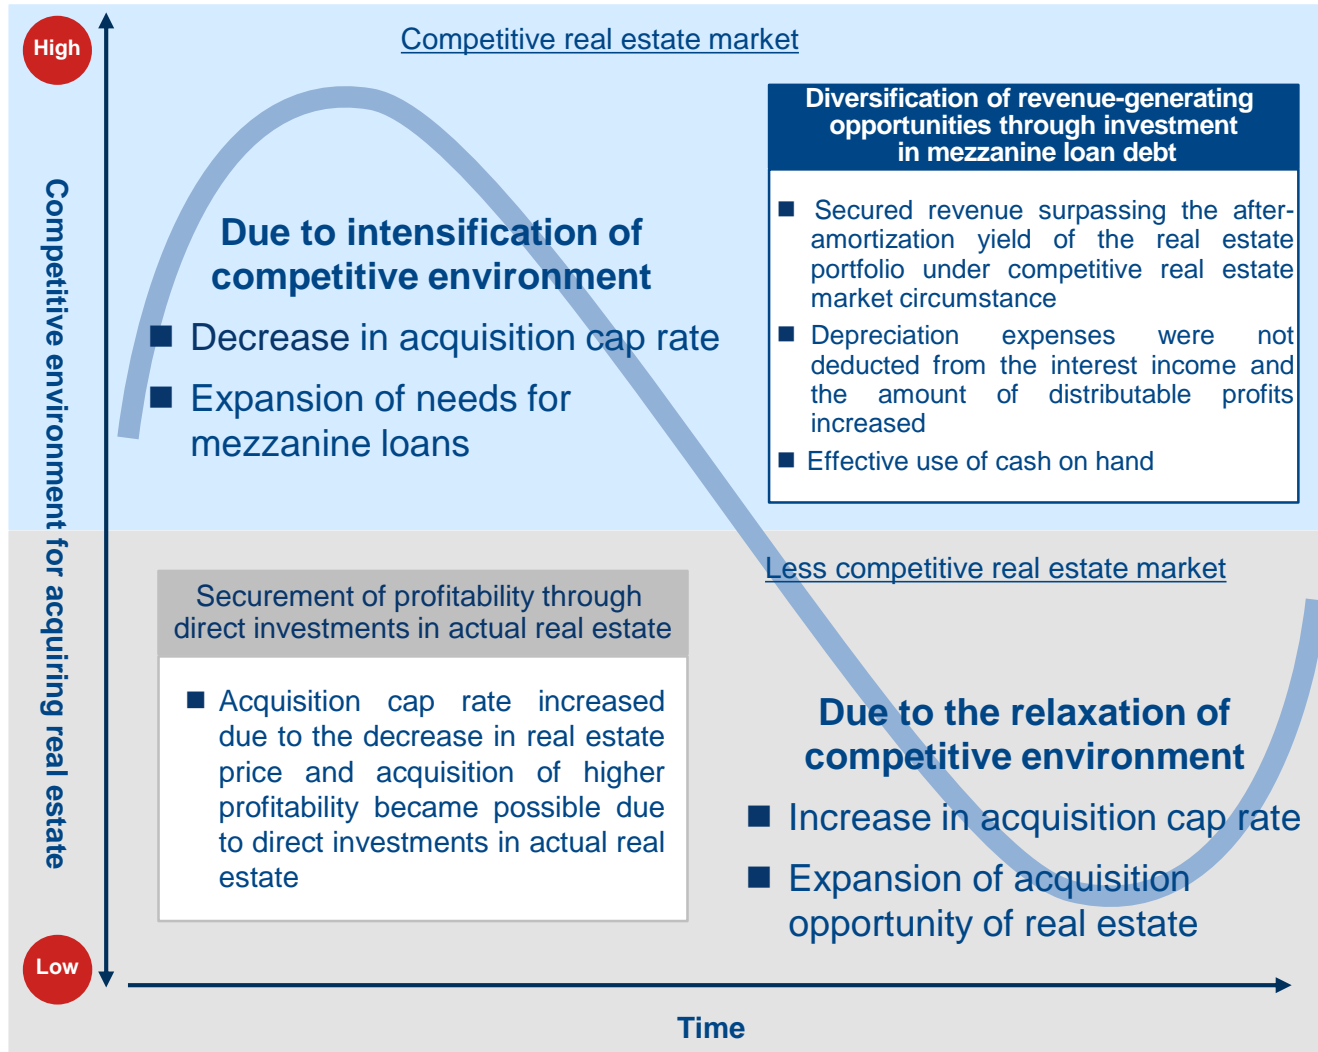 High
Competitive real estate market
Diversification of revenue-generating
opportunities through investment
in mezzanine loan debt
■ Secured revenue surpassing the after-
amortization yield of the real estate
portfolio under competitive real estate
market circumstance
■ Depreciation expenses were not
deducted from the interest income and
the amount of distributable profits
increased
■ Effective use of cash on hand
Due to intensification of
competitive environment
■ Decrease in acquisition cap rate
■ Expansion of needs for
mezzanine loans
Competitive environment for acquiring real estate
Less competitive real estate market
Securement of profitability through
direct investments in actual real estate
■ Acquisition cap rate increased
due to the decrease in real estate
price and acquisition of higher
profitability became possible due
to direct investments in actual real
estate
Due to the relaxation of
competitive environment
■ Increase in acquisition cap rate
■ Expansion of acquisition
opportunity of real estate
Low
Time